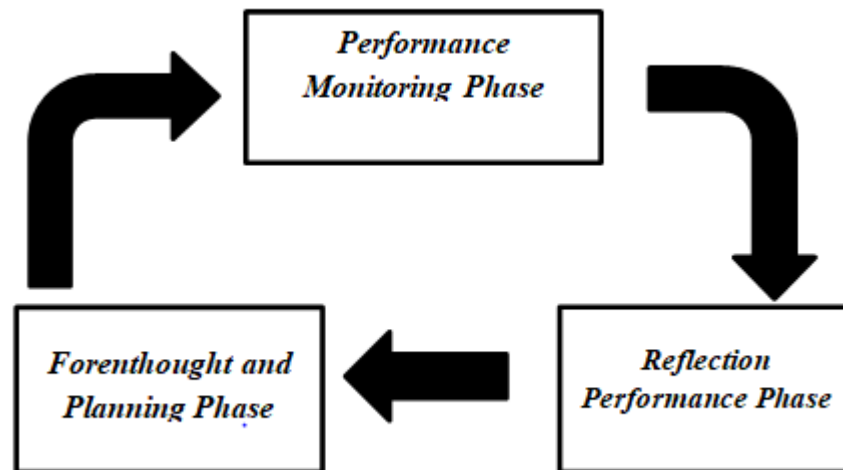 Performance
Monitoring Phase
Forenthought and
Planning Phase
Reflection
Performance Phase